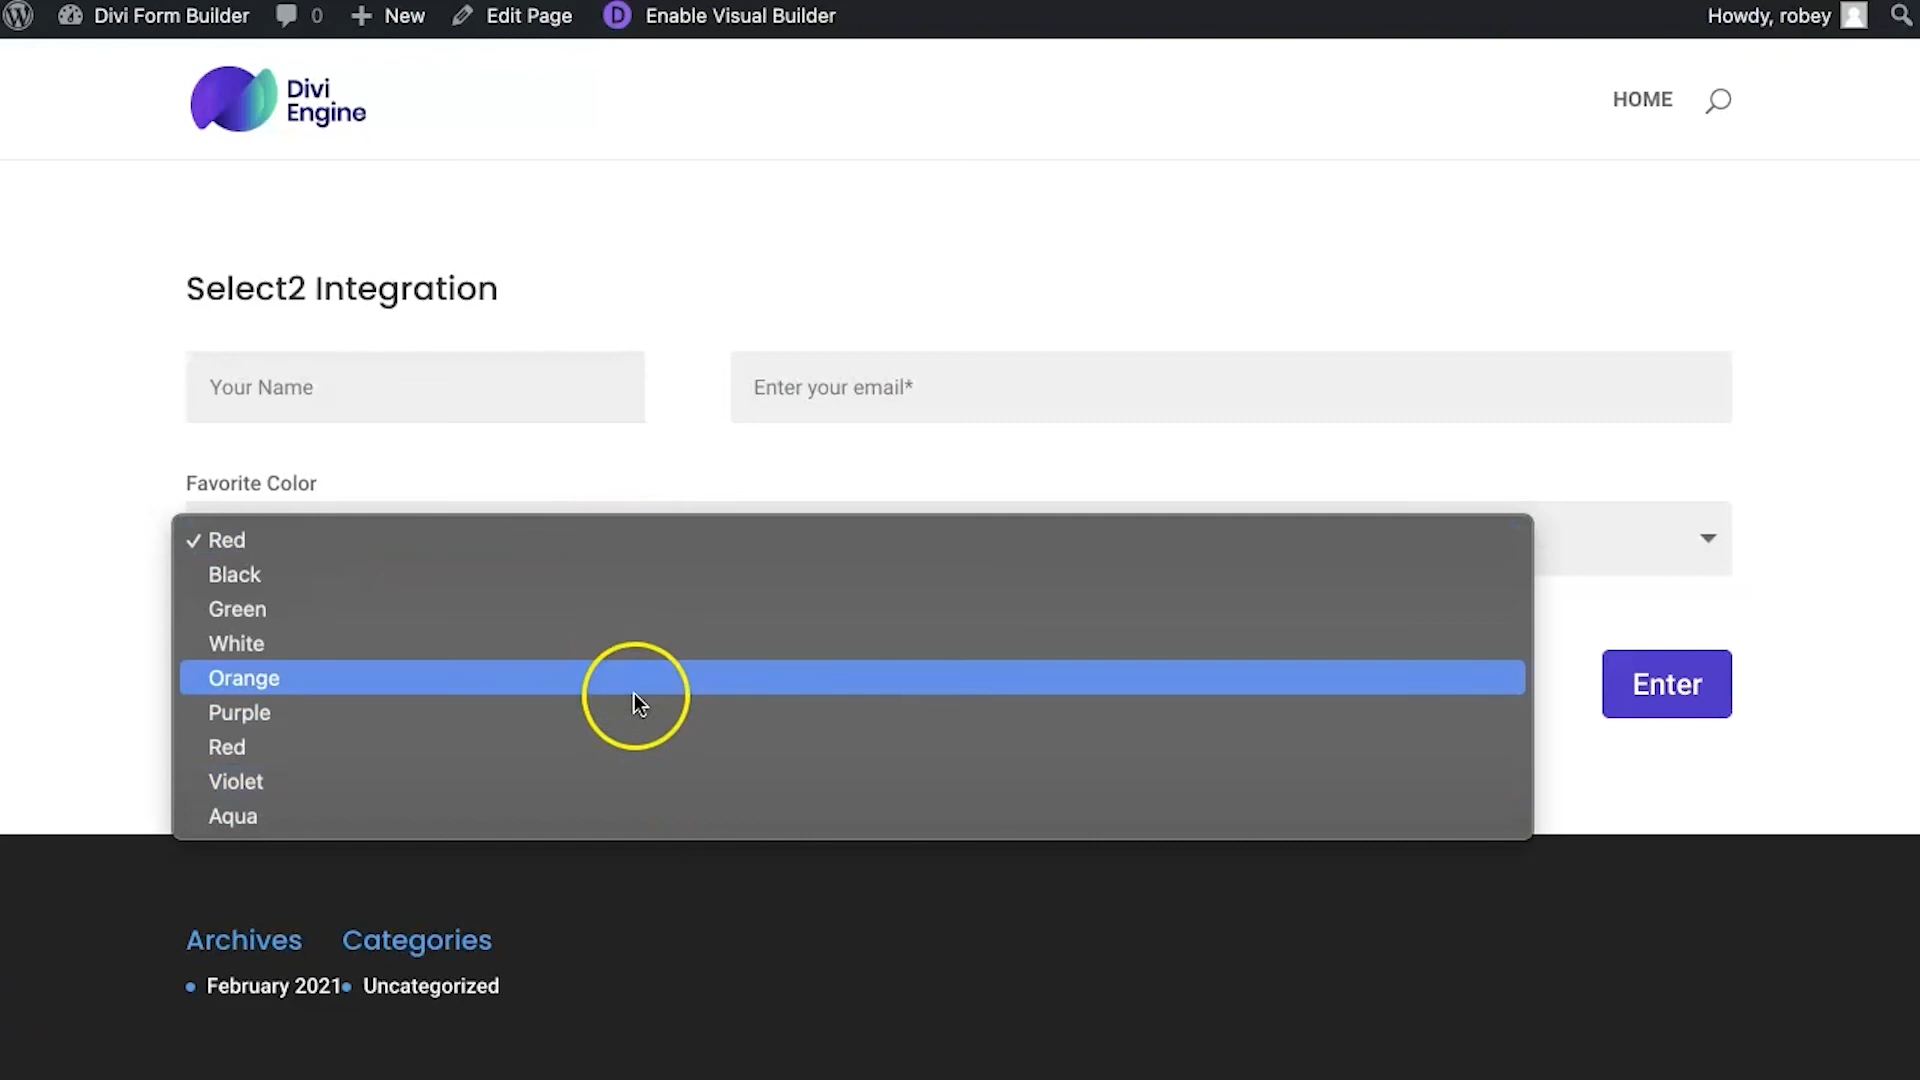 Divi Form Builder 0 New Edit Page D Enable Visual Builder Howdy, robey
Divi
Engine
HOME
Select2 Integration
Your Name Enter your email*
Favorite Color
✓ Red
Black
Green
White
Orange
Enter
Purple
Red
Violet
Aqua
Archives Categories
February 2021 Uncategorized